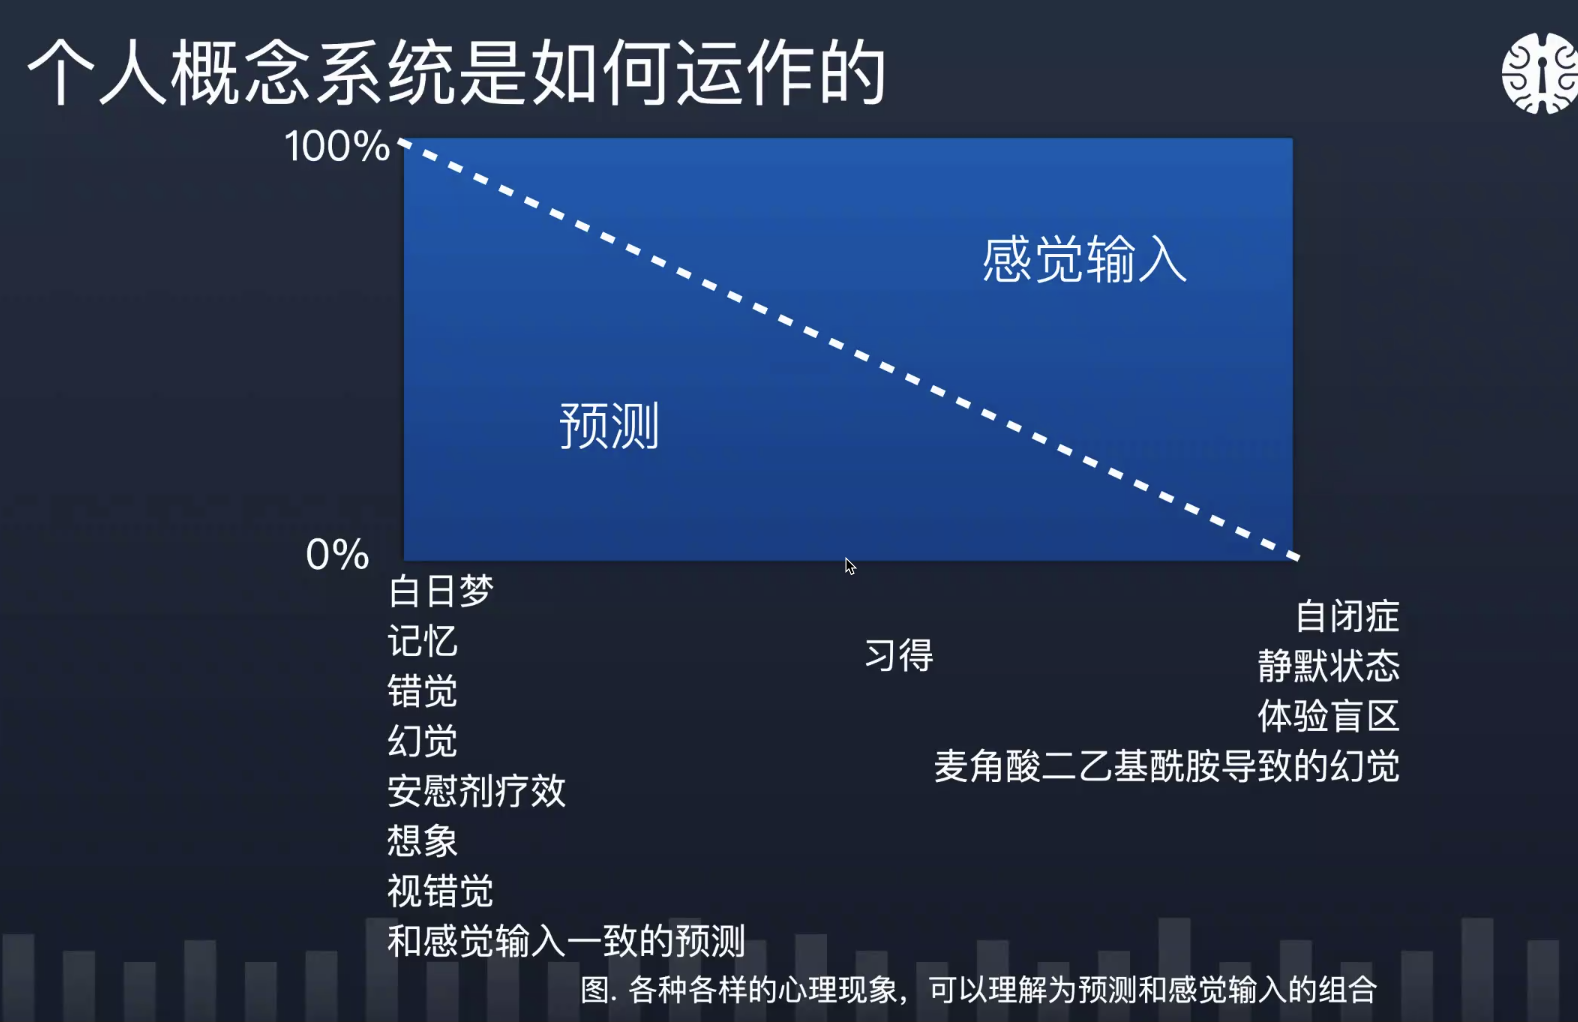 个人概念系统是如何运作的
100%
感觉输入
预测
0%
白日梦
记忆
错觉
幻觉
安慰剂疗效
想象
视错觉
和感觉输入一致的预测
习得
自闭症
静默状态
体验盲区
麦角酸二乙基酰胺导致的幻觉
图. 各种各样的心理现象，可以理解为预测和感觉输入的组合